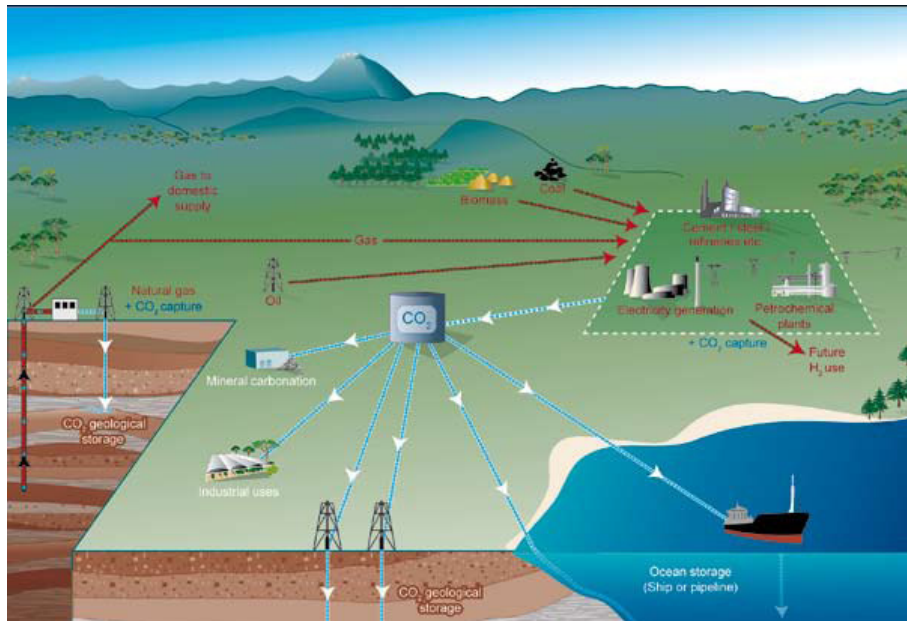 Gas to
domestic
supply
Biomass
Coal
Cement / steel /
refineries etc
Gas
Natural gas
+ CO₂ capture
Oil
Electricity generation
Petrochemical
plants
CO₂
+ CO₂ capture
Future
H₂ use
Mineral carbonation
CO₂ geological
storage
Industrial uses
CO₂ geological
storage
Ocean storage
(Ship or pipeline)